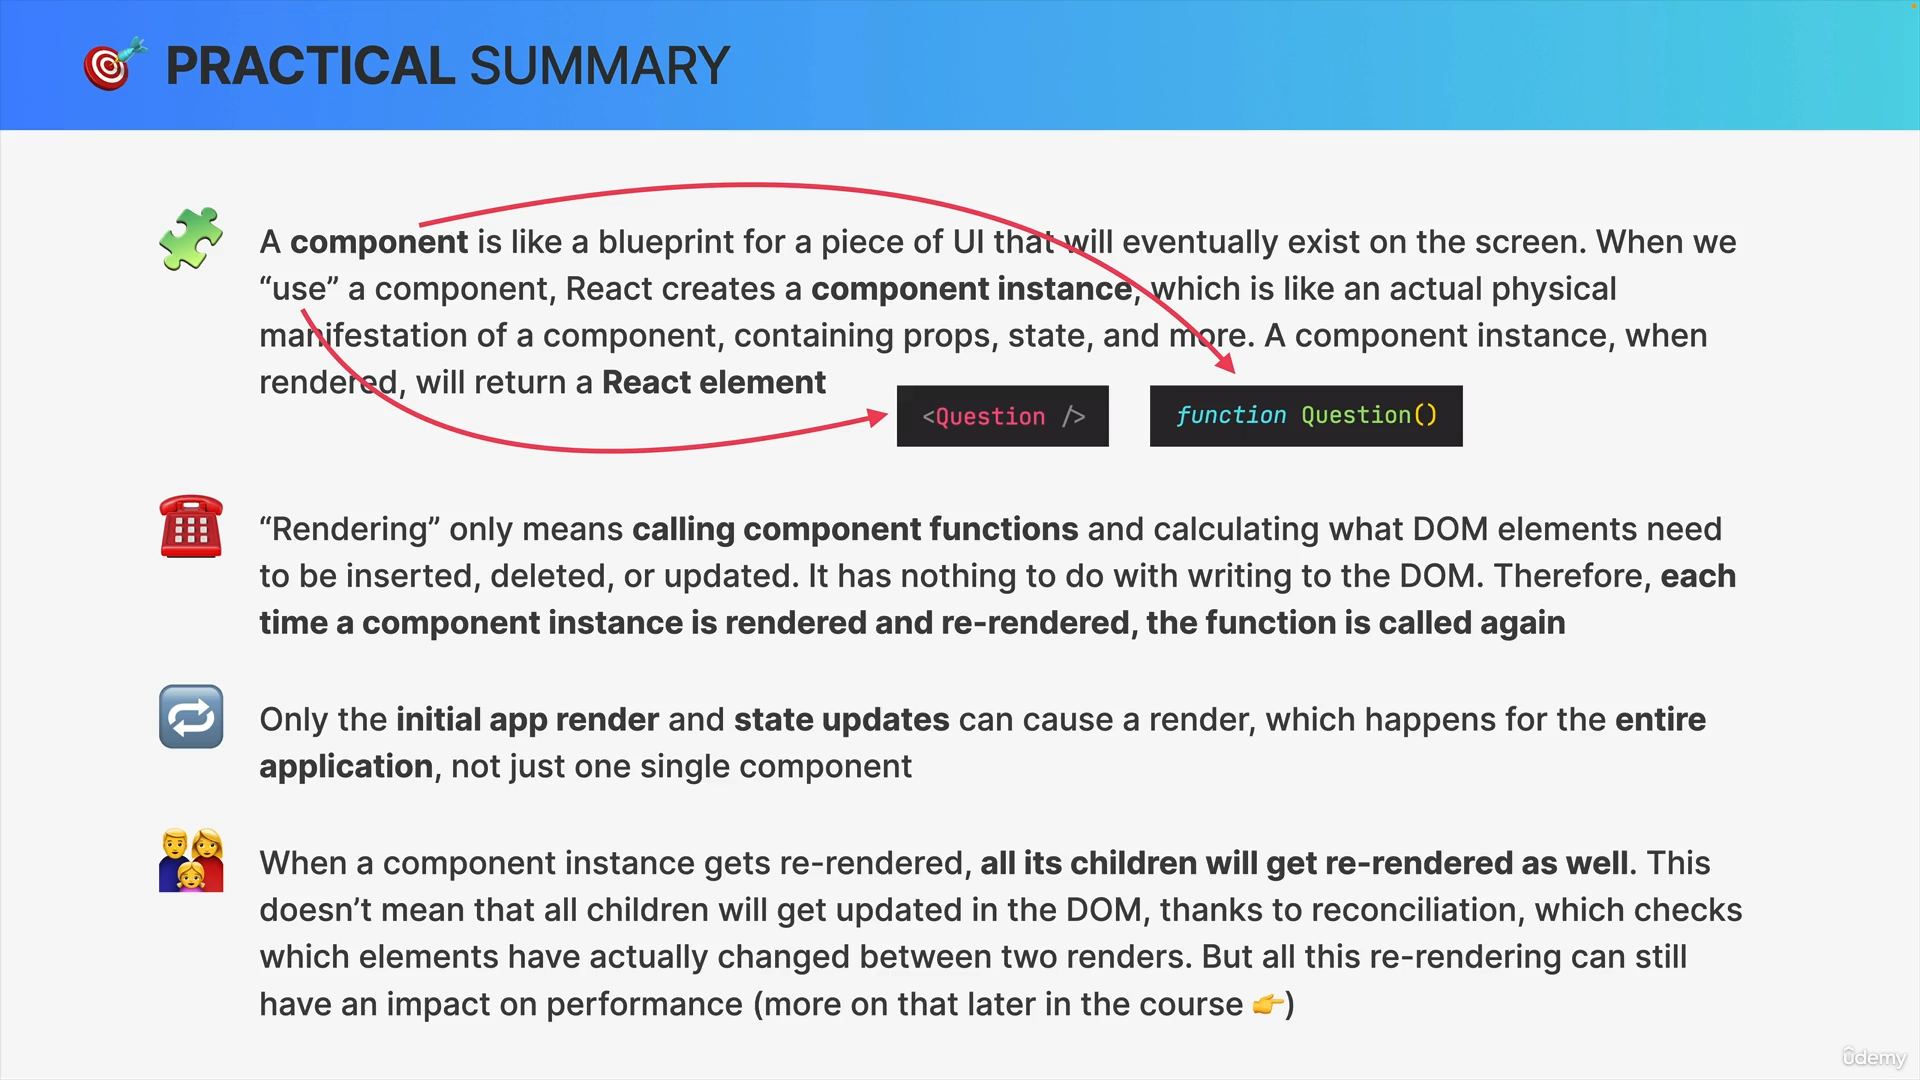 PRACTICAL SUMMARY
A component is like a blueprint for a piece of UI that will eventually exist on the screen. When we
“use” a component, React creates a component instance, which is like an actual physical
manifestation of a component, containing props, state, and more. A component instance, when
rendered, will return a React element
<Question />
function Question()
“Rendering” only means calling component functions and calculating what DOM elements need
to be inserted, deleted, or updated. It has nothing to do with writing to the DOM. Therefore, each
time a component instance is rendered and re-rendered, the function is called again
Only the initial app render and state updates can cause a render, which happens for the entire
application, not just one single component
When a component instance gets re-rendered, all its children will get re-rendered as well. This
doesn’t mean that all children will get updated in the DOM, thanks to reconciliation, which checks
which elements have actually changed between two renders. But all this re-rendering can still
have an impact on performance (more on that later in the course 👉)
ûdemy